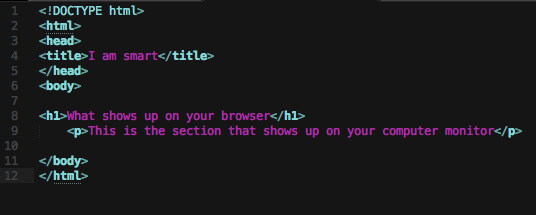 1 <!DOCTYPE html>
2 <html>
3 <head>
4 <title>I am smart</title>
5 </head>
6 <body>
7
8 <h1>What shows up on your browser</h1>
9 <p>This is the section that shows up on your computer monitor</p>
10
11 </body>
12 </html>